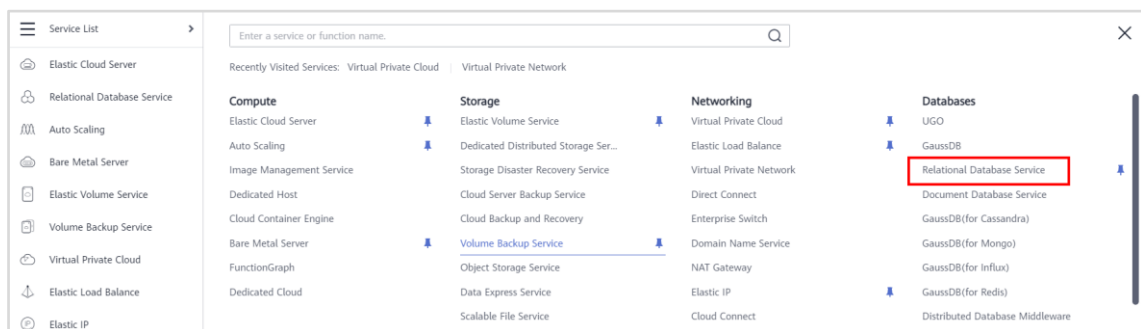 Service List
Elastic Cloud Server
Relational Database Service
Auto Scaling
Bare Metal Server
Elastic Volume Service
Volume Backup Service
Virtual Private Cloud
Elastic Load Balance
Elastic IP
Enter a service or function name.
Recently Visited Services: Virtual Private Cloud | Virtual Private Network
Compute
Elastic Cloud Server
Auto Scaling
Image Management Service
Dedicated Host
Cloud Container Engine
Bare Metal Server
FunctionGraph
Dedicated Cloud
Storage
Elastic Volume Service
Dedicated Distributed Storage Ser...
Storage Disaster Recovery Service
Cloud Server Backup Service
Cloud Backup and Recovery
Volume Backup Service
Object Storage Service
Data Express Service
Scalable File Service
Networking
Virtual Private Cloud
Elastic Load Balance
Virtual Private Network
Direct Connect
Enterprise Switch
Domain Name Service
NAT Gateway
Elastic IP
Cloud Connect
Databases
UGO
GaussDB
Relational Database Service
Document Database Service
GaussDB(for Cassandra)
GaussDB(for Mongo)
GaussDB(for Influx)
GaussDB(for Redis)
Distributed Database Middleware